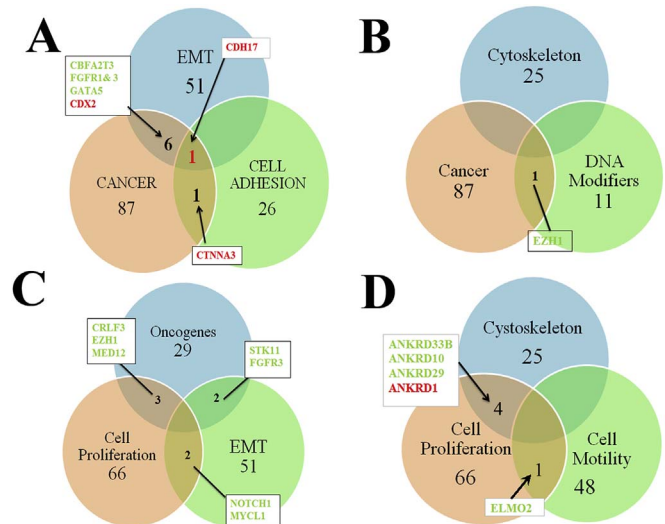 A
EMT
51
CDH17
CBFA2T3
FGFR1& 3
GATA5
CDX2
6
1
CANCER
87
CELL
ADHESION
26
1
CTNNA3
B
Cytoskeleton
25
Cancer
87
1
DNA
Modifiers
11
EZH1
C
Oncogenes
29
CRLF3
EZH1
MED12
STK11
FGFR3
3
2
Cell
Proliferation
66
2
EMT
51
NOTCH1
MYCL1
D
Cystoskeleton
25
ANKRD33B
ANKRD10
ANKRD29
ANKRD1
4
Cell
Proliferation
66
1
Cell
Motility
48
ELMO2